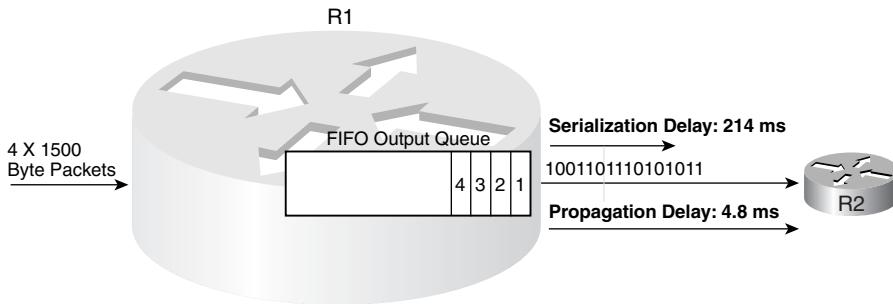 R1
4 X 1500
Byte Packets
FIFO Output Queue
4 3 2 1
Serialization Delay: 214 ms
1001101110101011
Propagation Delay: 4.8 ms
R2